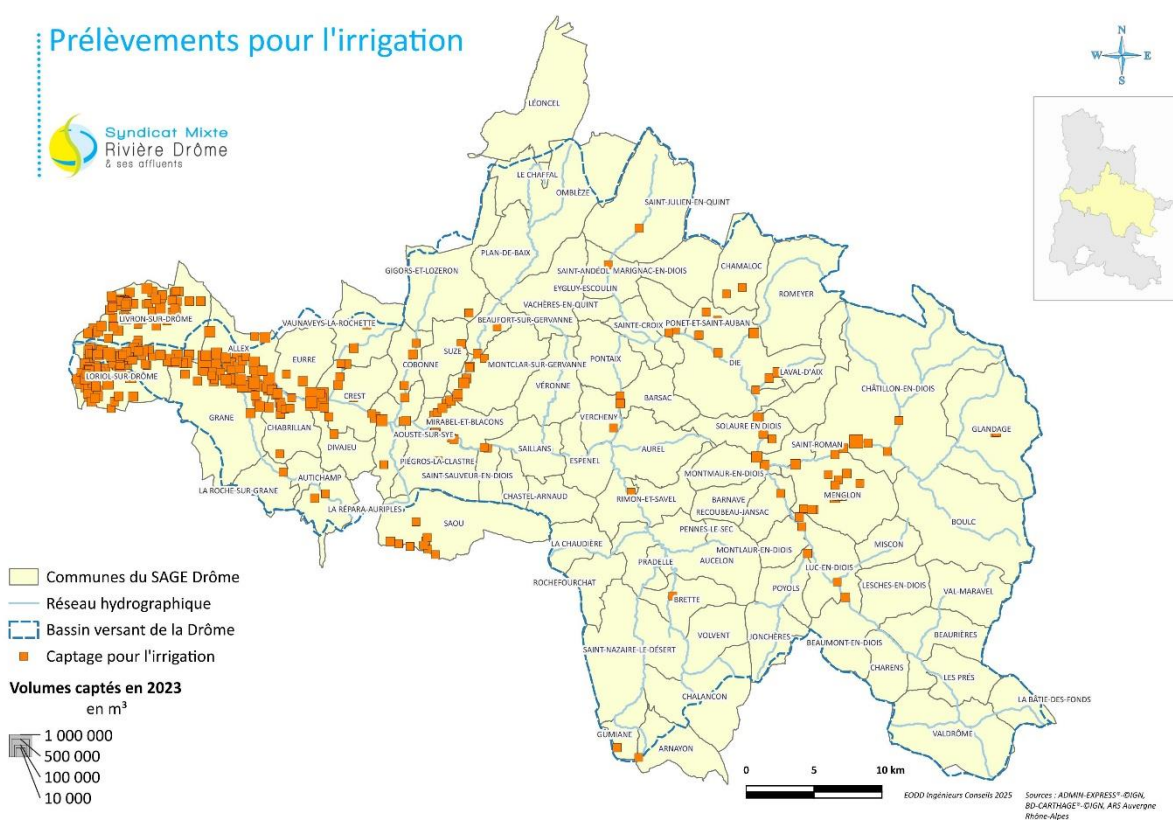 Prélèvements pour l'irrigation
Syndicat Mixte
Rivière Drôme
& ses affluents
N
W E
S
LÉONCEL
LE CHAFFAL
OMBLÈZE
SAINT-JULIEN-EN-QUINT
PLAN-DE-BAIX
GIGORS-ET-LOZERON
SAINT-ANDÉOL
MARIGNAC-EN-DIOIS
CHAMALOC
EYGLUY-ESCOULIN
ROMEYER
VACHÈRES-EN-QUINT
LIVRON-SUR-DRÔME
VAUNAVEYS-LA-ROCHETTE
BEAUFORT-SUR-GERVANNE
SAINTE-CROIX
PONET-ET-SAINT-AUBAN
ALLEX
EURRE
SUZE
COBONNE
MONTCLAR-SUR-GERVANNE
PONTAIX
DIE
LAVAL-D'AIX
LORIOL-SUR-DRÔME
VÉRONNE
CHÂTILLON-EN-DIOIS
CREST
BARSAC
GRANE
CHABRILLAN
MIRABEL-ET-BLACONS
VERCHENY
SOLAURE EN DIOIS
GLANDAGE
DIVAJEU
AOUSTE-SUR-SYE
SAILLANS
ESPENEL
AUREL
SAINT-ROMAN
PIÉGROS-LA-CLASTRE
SAINT-SAUVEUR-EN-DIOIS
MONTMAUR-EN-DIOIS
AUTICHAMP
LA ROCHE-SUR-GRANE
CHASTEL-ARNAUD
RIMON-ET-SAVEL
BARNAVE
MENGLON
LA RÉPARA-AURIPLES
RECOUBEAU-JANSAC
SAOU
PENNES-LE-SEC
BOULC
LA CHAUDIÈRE
MONTLAUR-EN-DIOIS
MISCON
PRADELLE
AUCELON
LUC-EN-DIOIS
ROCHEFOURCHAT
POYOLS
LESCHES-EN-DIOIS
VAL-MARAVEL
BRETTE
VOLVENT
JONCHÈRES
BEAURIÈRES
SAINT-NAZAIRE-LE-DÉSERT
BEAUMONT-EN-DIOIS
CHARENS
LES PRÉS
CHALANCON
LA BÂTIE-DES-FONDS
GUMIANE
ARNAYON
VALDRÔME
Communes du SAGE Drôme
Réseau hydrographique
Bassin versant de la Drôme
Captage pour l'irrigation
Volumes captés en 2023
en m³
1 000 000
500 000
100 000
10 000
0 5 10 km
EODD Ingénieurs Conseils 2025
Sources : ADMIN-EXPRESS®-©IGN,
BD-CARTHAGE®-©IGN, ARS Auvergne
Rhône-Alpes